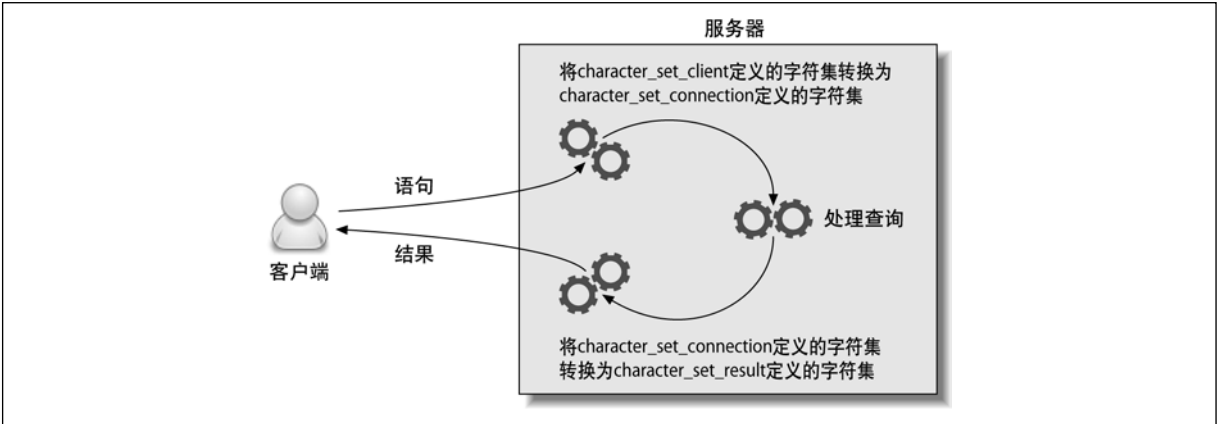 服务器
将character_set_client定义的字符集转换为
character_set_connection定义的字符集
语句
处理查询
客户端
结果
将character_set_connection定义的字符集
转换为character_set_result定义的字符集